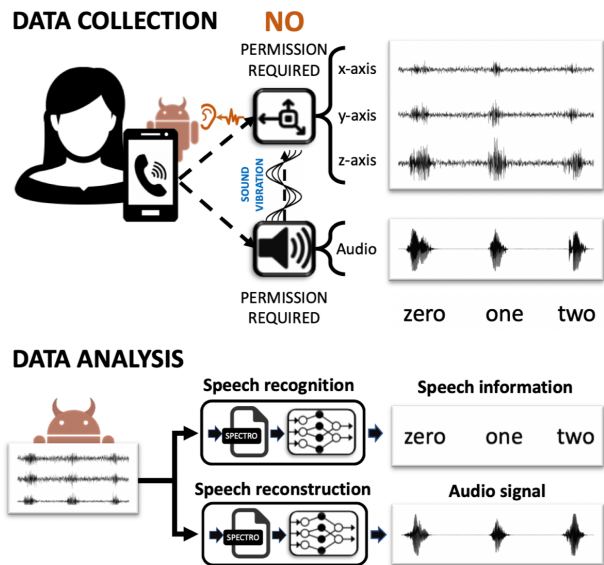 DATA COLLECTION
NO
PERMISSION
REQUIRED
x-axis
y-axis
z-axis
SOUND
VIBRATION
Audio
PERMISSION
REQUIRED
zero one two
DATA ANALYSIS
Speech recognition
Speech information
SPECTRO
zero one two
Speech reconstruction
Audio signal
SPECTRO